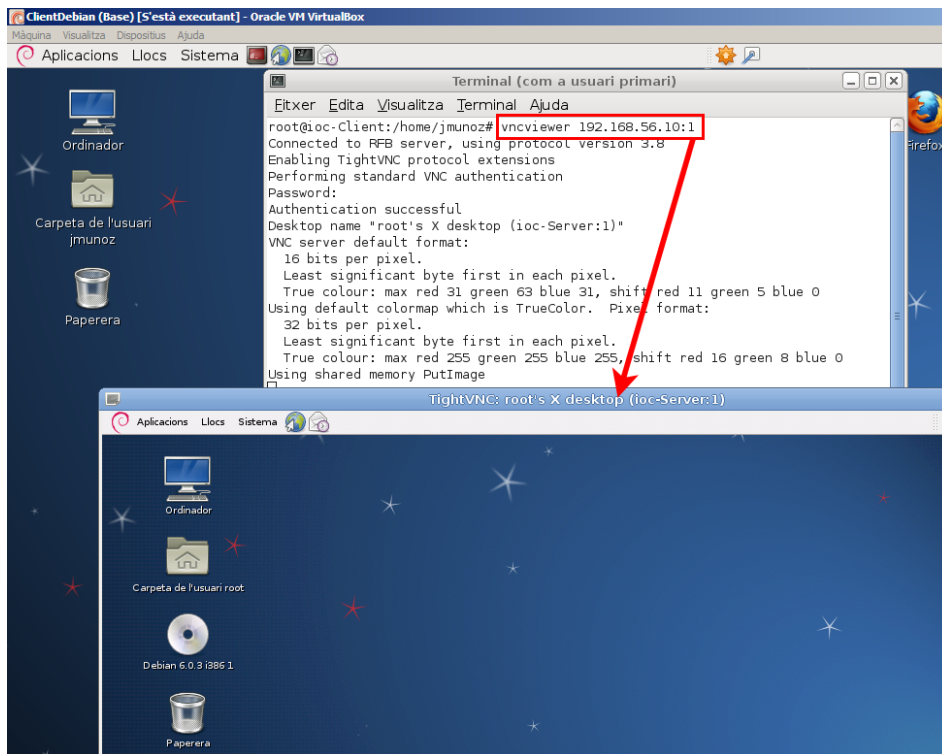 ClientDebian (Base) [S'està executant] - Oracle VM VirtualBox
Màquina Visualitza Dispositius Ajuda
Aplicacions Llocs Sistema
Terminal (com a usuari primari)
Fitxer Edita Visualitza Terminal Ajuda
root@ioc-Client:/home/jmunoz# vncviewer 192.168.56.10:1
Connected to RFB server, using protocol version 3.8
Enabling TightVNC protocol extensions
Performing standard VNC authentication
Password:
Authentication successful
Desktop name "root's X desktop (ioc-Server:1)"
VNC server default format:
16 bits per pixel.
Least significant byte first in each pixel.
True colour: max red 31 green 63 blue 31, shift red 11 green 5 blue 0
Using default colormap which is TrueColor. Pixel format:
32 bits per pixel.
Least significant byte first in each pixel.
True colour: max red 255 green 255 blue 255, shift red 16 green 8 blue 0
Using shared memory PutImage
Ordinador
Carpeta de l'usuari
jmunoz
Paperera
Firefox
TightVNC: root's X desktop (ioc-Server:1)
Aplicacions Llocs Sistema
Ordinador
Carpeta de l'usuari root
Debian 6.0.3 i386 1
Paperera